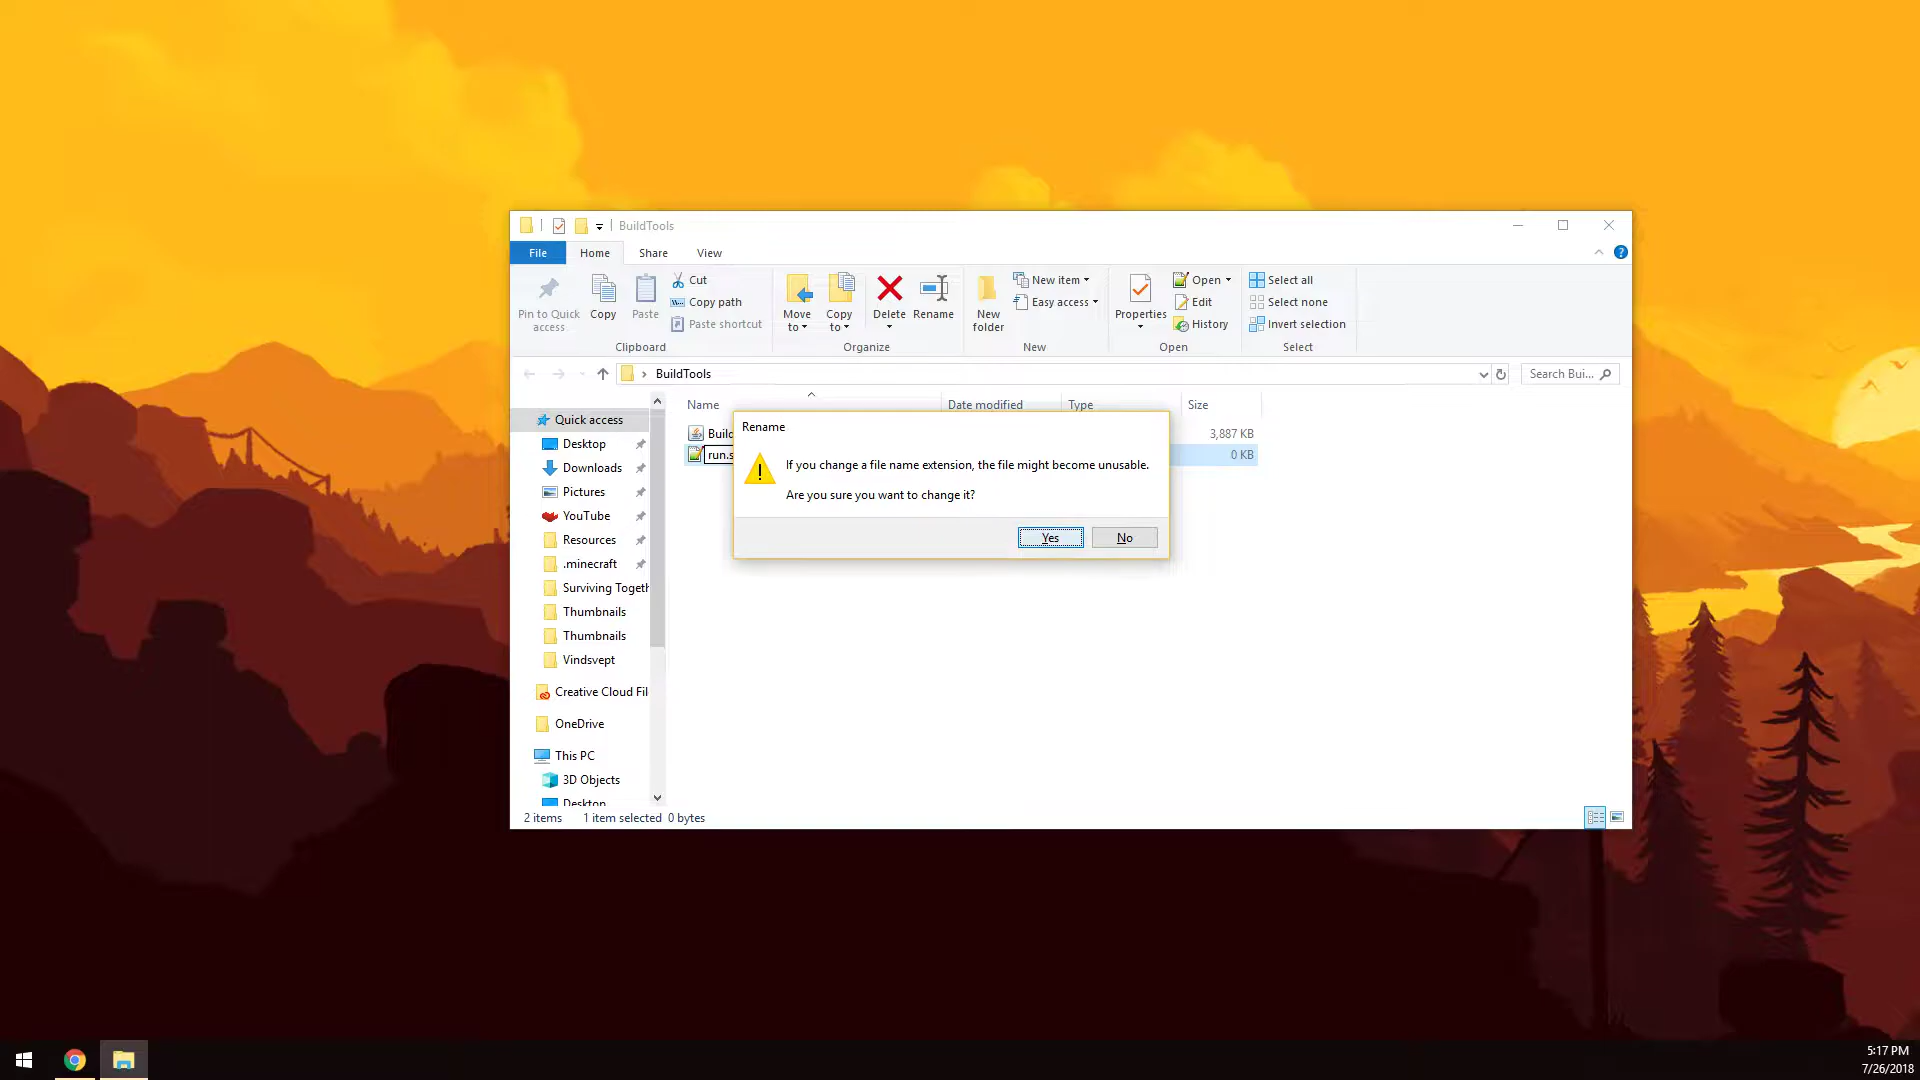 BuildTools
File Home Share View
Pin to Quick access
Copy
Paste
Cut
Copy path
Paste shortcut
Clipboard
Move to
Copy to
Delete
Rename
Organize
New folder
New item
Easy access
New
Properties
Open
Edit
History
Open
Select all
Select none
Invert selection
Select
BuildTools
Search Bui...
Name Date modified Type Size
Build 3,887 KB
run.s 0 KB
Rename
If you change a file name extension, the file might become unusable.
Are you sure you want to change it?
Yes No
Quick access
Desktop
Downloads
Pictures
YouTube
Resources
.minecraft
Surviving Togeth
Thumbnails
Thumbnails
Vindsvept
Creative Cloud Fil
OneDrive
This PC
3D Objects
Desktop
2 items 1 item selected 0 bytes
5:17 PM
7/26/2018